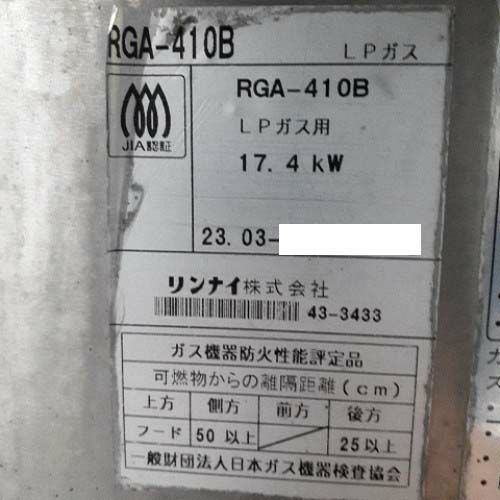 RGA-410B LPガス
RGA-410B
LPガス用
JIA認証
17.4 kW
23.03-
リンナイ株式会社
43-3433
ガス機器防火性能評定品
可燃物からの離隔距離(cm)
上方 側方 前方 後方
フード 50以上 25以上
一般財団法人日本ガス機器検査協会